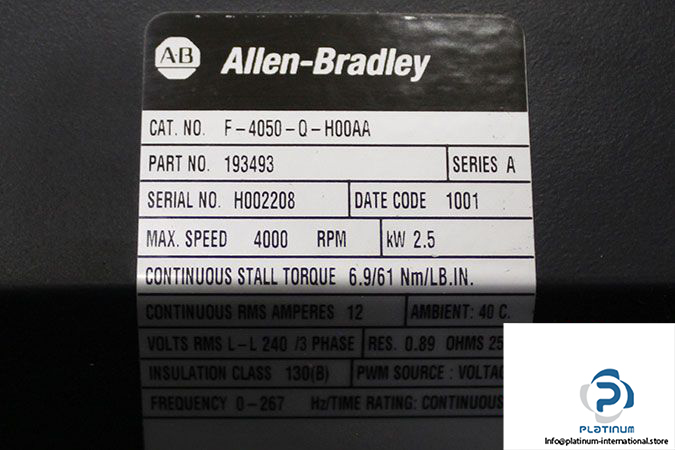 AB Allen-Bradley
CAT. NO. F-4050-Q-H00AA
PART NO. 193493 SERIES A
SERIAL NO. H002208 DATE CODE 1001
MAX. SPEED 4000 RPM kW 2.5
CONTINUOUS STALL TORQUE 6.9/61 Nm/LB.IN.
CONTINUOUS RMS AMPERES 12 AMBIENT: 40 C.
VOLTS RMS L-L 240 /3 PHASE RES. 0.89 OHMS 25
INSULATION CLASS 130(B) PWM SOURCE : VOLTA
FREQUENCY 0-267 Hz/TIME RATING: CONTINUOUS
PLATINUM
info@platinum-international.store